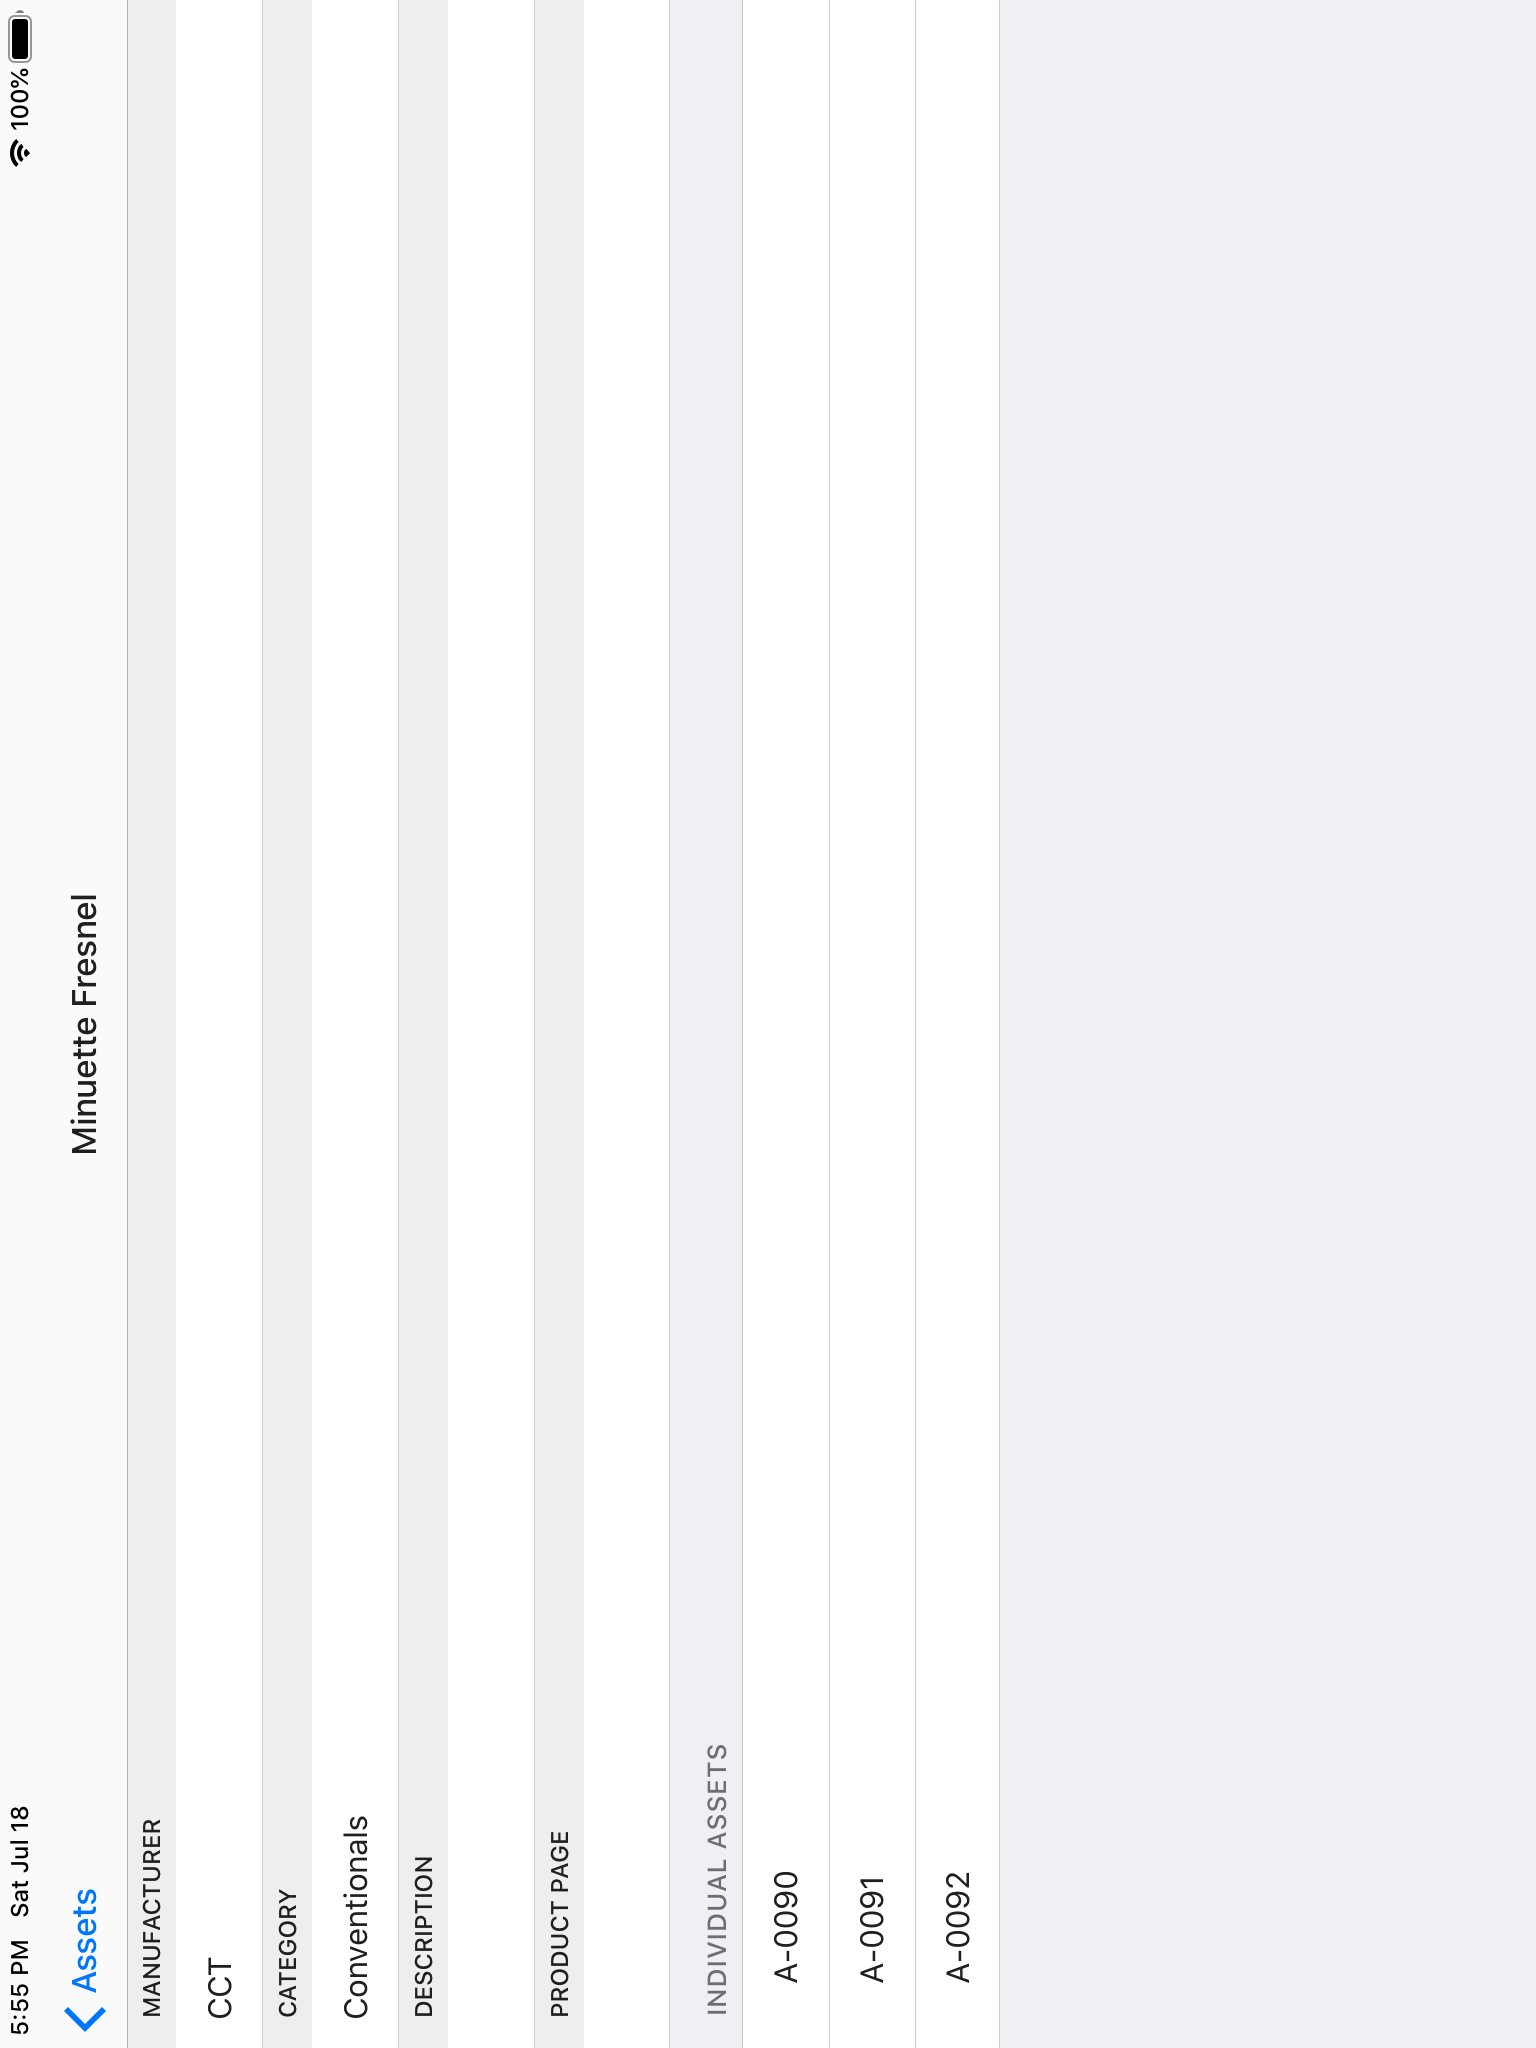 5:55 PM Sat Jul 18 100%
Assets Minuette Fresnel
MANUFACTURER
CCT
CATEGORY
Conventionals
DESCRIPTION
PRODUCT PAGE
INDIVIDUAL ASSETS
A-0090
A-0091
A-0092